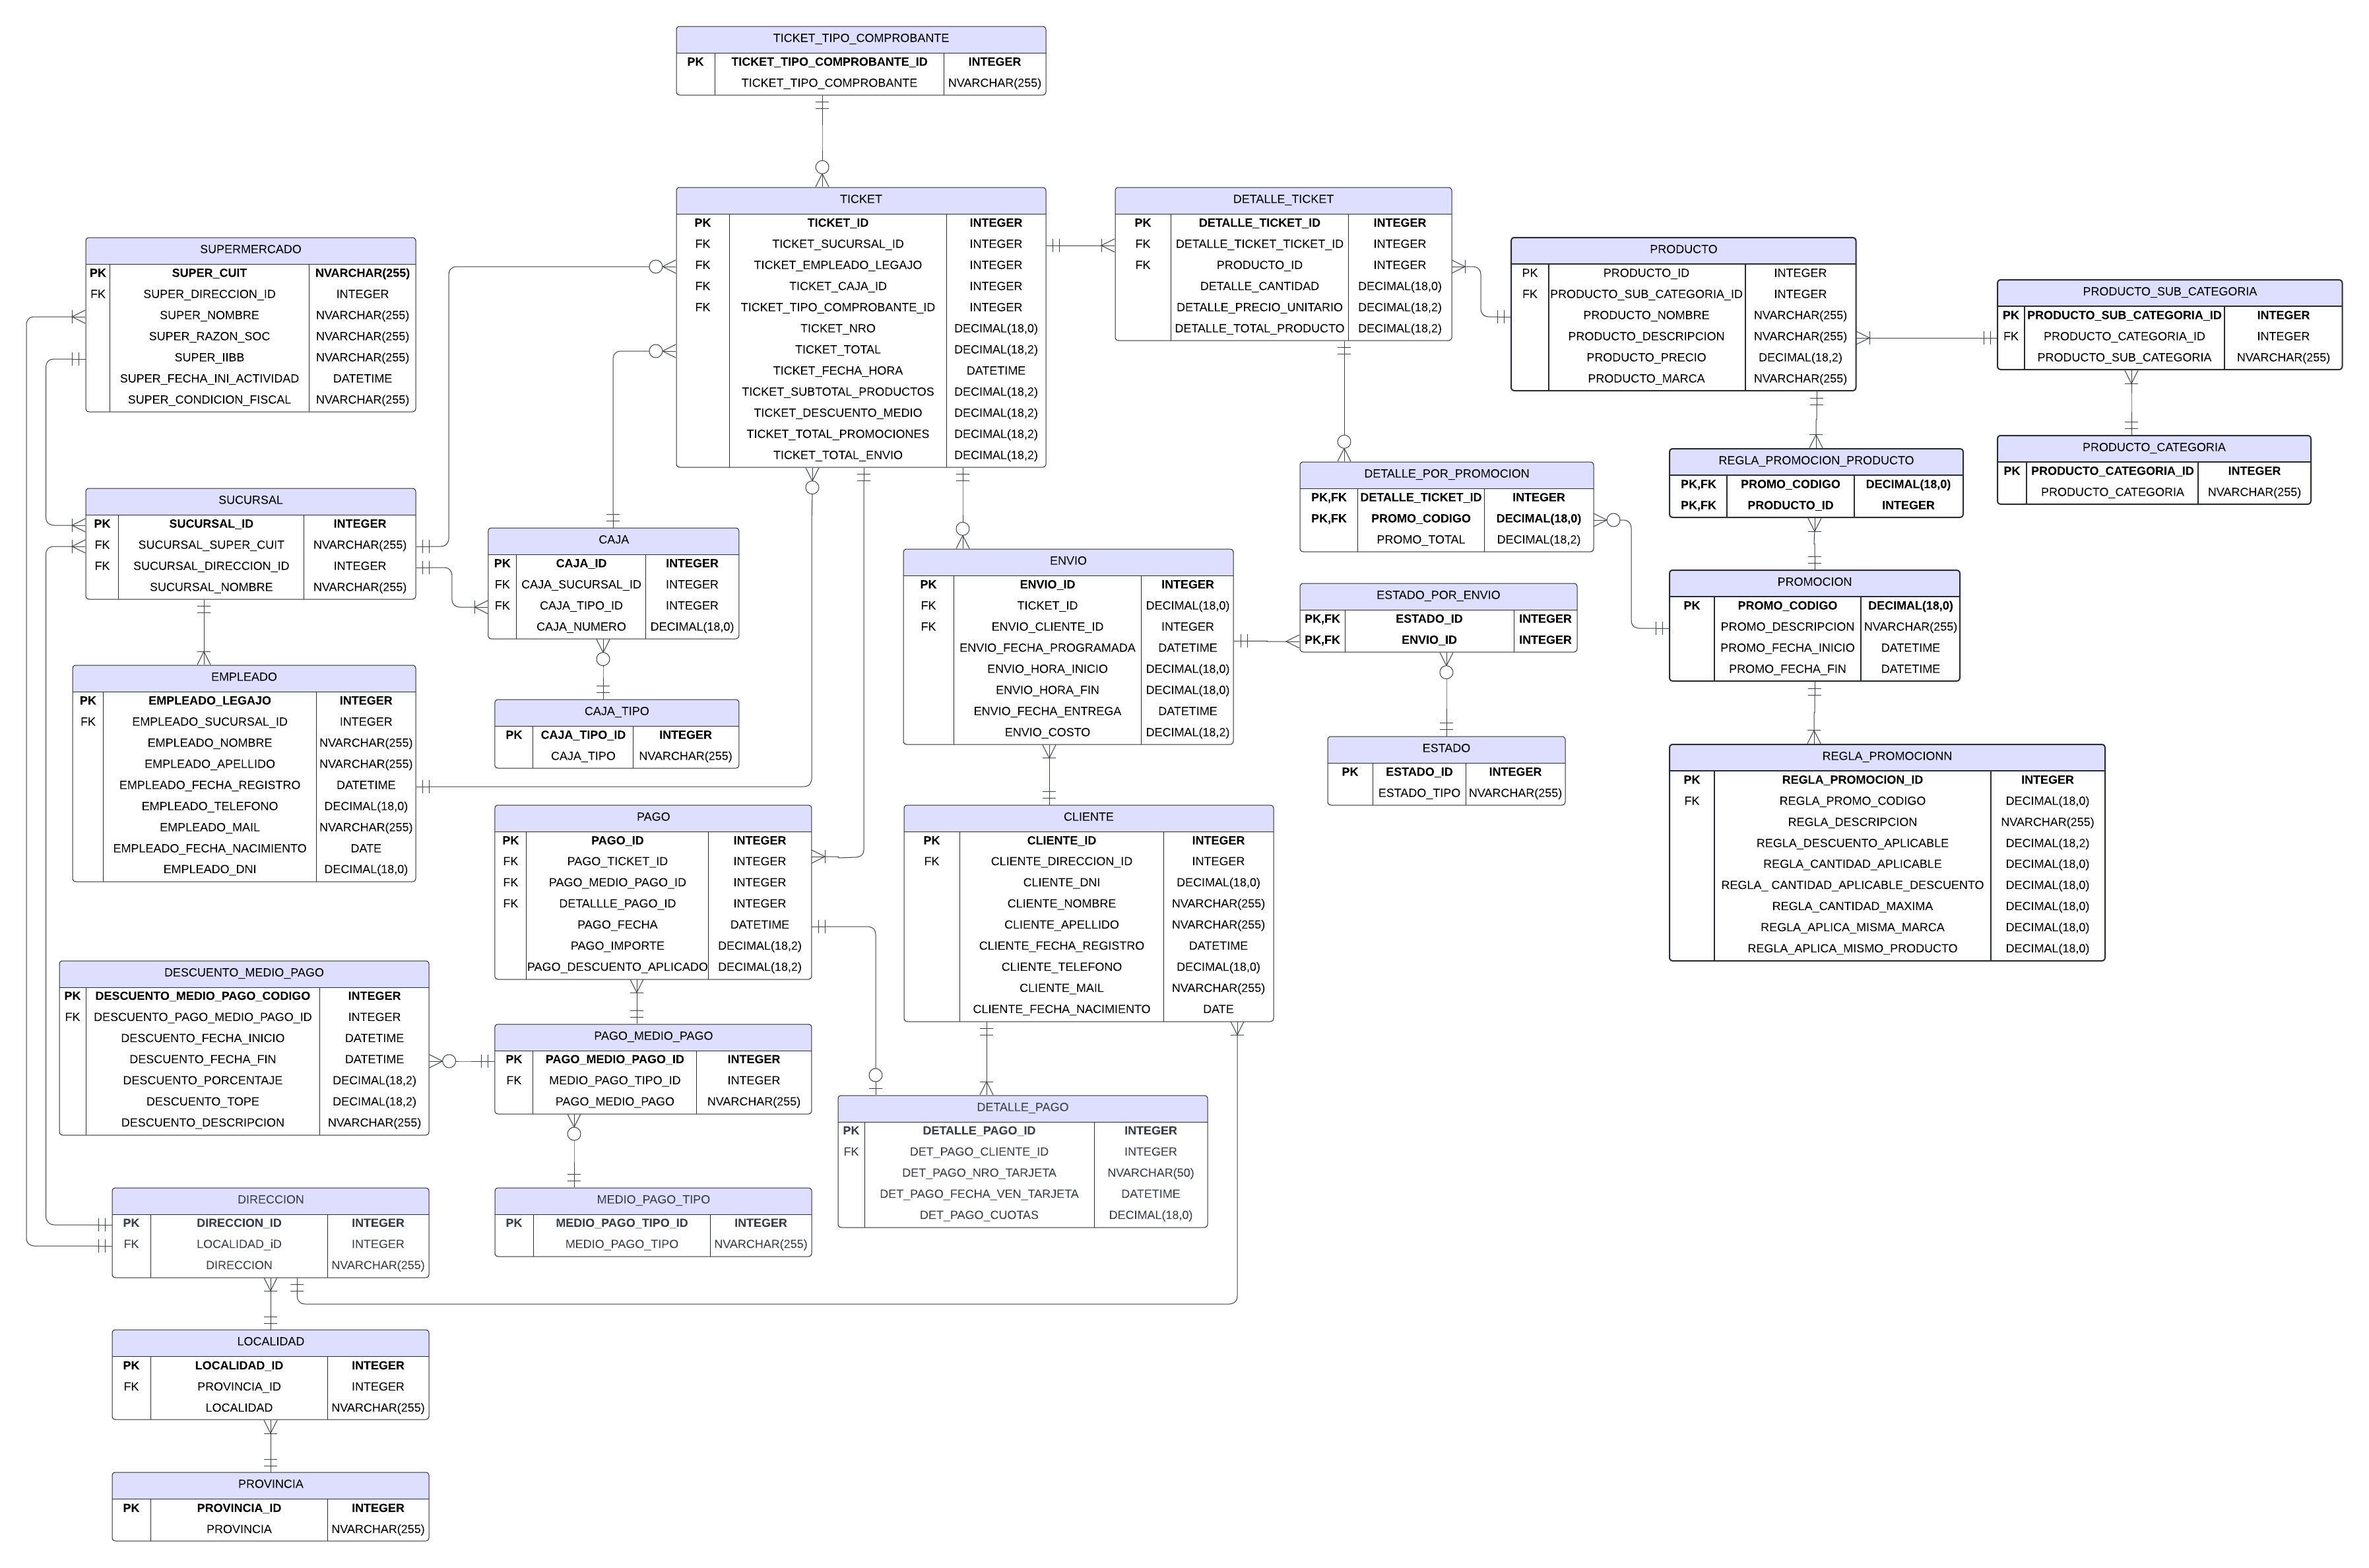 TICKET_TIPO_COMPROBANTE
PK TICKET_TIPO_COMPROBANTE_ID INTEGER
TICKET_TIPO_COMPROBANTE NVARCHAR(255)
TICKET
PK TICKET_ID INTEGER
FK TICKET_SUCURSAL_ID INTEGER
FK TICKET_EMPLEADO_LEGAJO INTEGER
FK TICKET_CAJA_ID INTEGER
FK TICKET_TIPO_COMPROBANTE_ID INTEGER
TICKET_NRO DECIMAL(18,0)
TICKET_TOTAL DECIMAL(18,2)
TICKET_FECHA_HORA DATETIME
TICKET_SUBTOTAL_PRODUCTOS DECIMAL(18,2)
TICKET_DESCUENTO_MEDIO DECIMAL(18,2)
TICKET_TOTAL_PROMOCIONES DECIMAL(18,2)
TICKET_TOTAL_ENVIO DECIMAL(18,2)
DETALLE_TICKET
PK DETALLE_TICKET_ID INTEGER
FK DETALLE_TICKET_TICKET_ID INTEGER
FK PRODUCTO_ID INTEGER
DETALLE_CANTIDAD DECIMAL(18,0)
DETALLE_PRECIO_UNITARIO DECIMAL(18,2)
DETALLE_TOTAL_PRODUCTO DECIMAL(18,2)
SUPERMERCADO
PK SUPER_CUIT NVARCHAR(255)
FK SUPER_DIRECCION_ID INTEGER
SUPER_NOMBRE NVARCHAR(255)
SUPER_RAZON_SOC NVARCHAR(255)
SUPER_IIBB NVARCHAR(255)
SUPER_FECHA_INI_ACTIVIDAD DATETIME
SUPER_CONDICION_FISCAL NVARCHAR(255)
PRODUCTO
PK PRODUCTO_ID INTEGER
FK PRODUCTO_SUB_CATEGORIA_ID INTEGER
PRODUCTO_NOMBRE NVARCHAR(255)
PRODUCTO_DESCRIPCION NVARCHAR(255)
PRODUCTO_PRECIO DECIMAL(18,2)
PRODUCTO_MARCA NVARCHAR(255)
PRODUCTO_SUB_CATEGORIA
PK PRODUCTO_SUB_CATEGORIA_ID INTEGER
FK PRODUCTO_CATEGORIA_ID INTEGER
PRODUCTO_SUB_CATEGORIA NVARCHAR(255)
PRODUCTO_CATEGORIA
PK PRODUCTO_CATEGORIA_ID INTEGER
PRODUCTO_CATEGORIA NVARCHAR(255)
REGLA_PROMOCION_PRODUCTO
PK,FK PROMO_CODIGO DECIMAL(18,0)
PK,FK PRODUCTO_ID INTEGER
DETALLE_POR_PROMOCION
PK,FK DETALLE_TICKET_ID INTEGER
PK,FK PROMO_CODIGO DECIMAL(18,0)
PROMO_TOTAL DECIMAL(18,2)
SUCURSAL
PK SUCURSAL_ID INTEGER
FK SUCURSAL_SUPER_CUIT NVARCHAR(255)
FK SUCURSAL_DIRECCION_ID INTEGER
SUCURSAL_NOMBRE NVARCHAR(255)
CAJA
PK CAJA_ID INTEGER
FK CAJA_SUCURSAL_ID INTEGER
FK CAJA_TIPO_ID INTEGER
CAJA_NUMERO DECIMAL(18,0)
ENVIO
PK ENVIO_ID INTEGER
FK TICKET_ID DECIMAL(18,0)
FK ENVIO_CLIENTE_ID INTEGER
ENVIO_FECHA_PROGRAMADA DATETIME
ENVIO_HORA_INICIO DECIMAL(18,0)
ENVIO_HORA_FIN DECIMAL(18,0)
ENVIO_FECHA_ENTREGA DATETIME
ENVIO_COSTO DECIMAL(18,2)
ESTADO_POR_ENVIO
PK,FK ESTADO_ID INTEGER
PK,FK ENVIO_ID INTEGER
PROMOCION
PK PROMO_CODIGO DECIMAL(18,0)
PROMO_DESCRIPCION NVARCHAR(255)
PROMO_FECHA_INICIO DATETIME
PROMO_FECHA_FIN DATETIME
EMPLEADO
PK EMPLEADO_LEGAJO INTEGER
FK EMPLEADO_SUCURSAL_ID INTEGER
EMPLEADO_NOMBRE NVARCHAR(255)
EMPLEADO_APELLIDO NVARCHAR(255)
EMPLEADO_FECHA_REGISTRO DATETIME
EMPLEADO_TELEFONO DECIMAL(18,0)
EMPLEADO_MAIL NVARCHAR(255)
EMPLEADO_FECHA_NACIMIENTO DATE
EMPLEADO_DNI DECIMAL(18,0)
CAJA_TIPO
PK CAJA_TIPO_ID INTEGER
CAJA_TIPO NVARCHAR(255)
ESTADO
PK ESTADO_ID INTEGER
ESTADO_TIPO NVARCHAR(255)
REGLA_PROMOCIONN
PK REGLA_PROMOCION_ID INTEGER
FK REGLA_PROMO_CODIGO DECIMAL(18,0)
REGLA_DESCRIPCION NVARCHAR(255)
REGLA_DESCUENTO_APLICABLE DECIMAL(18,2)
REGLA_CANTIDAD_APLICABLE DECIMAL(18,0)
REGLA_ CANTIDAD_APLICABLE_DESCUENTO DECIMAL(18,0)
REGLA_CANTIDAD_MAXIMA DECIMAL(18,0)
REGLA_APLICA_MISMA_MARCA DECIMAL(18,0)
REGLA_APLICA_MISMO_PRODUCTO DECIMAL(18,0)
PAGO
PK PAGO_ID INTEGER
FK PAGO_TICKET_ID INTEGER
FK PAGO_MEDIO_PAGO_ID INTEGER
FK DETALLLE_PAGO_ID INTEGER
PAGO_FECHA DATETIME
PAGO_IMPORTE DECIMAL(18,2)
PAGO_DESCUENTO_APLICADO DECIMAL(18,2)
CLIENTE
PK CLIENTE_ID INTEGER
FK CLIENTE_DIRECCION_ID INTEGER
CLIENTE_DNI DECIMAL(18,0)
CLIENTE_NOMBRE NVARCHAR(255)
CLIENTE_APELLIDO NVARCHAR(255)
CLIENTE_FECHA_REGISTRO DATETIME
CLIENTE_TELEFONO DECIMAL(18,0)
CLIENTE_MAIL NVARCHAR(255)
CLIENTE_FECHA_NACIMIENTO DATE
DESCUENTO_MEDIO_PAGO
PK DESCUENTO_MEDIO_PAGO_CODIGO INTEGER
FK DESCUENTO_PAGO_MEDIO_PAGO_ID INTEGER
DESCUENTO_FECHA_INICIO DATETIME
DESCUENTO_FECHA_FIN DATETIME
DESCUENTO_PORCENTAJE DECIMAL(18,2)
DESCUENTO_TOPE DECIMAL(18,2)
DESCUENTO_DESCRIPCION NVARCHAR(255)
PAGO_MEDIO_PAGO
PK PAGO_MEDIO_PAGO_ID INTEGER
FK MEDIO_PAGO_TIPO_ID INTEGER
PAGO_MEDIO_PAGO NVARCHAR(255)
DETALLE_PAGO
PK DETALLE_PAGO_ID INTEGER
FK DET_PAGO_CLIENTE_ID INTEGER
DET_PAGO_NRO_TARJETA NVARCHAR(50)
DET_PAGO_FECHA_VEN_TARJETA DATETIME
DET_PAGO_CUOTAS DECIMAL(18,0)
DIRECCION
PK DIRECCION_ID INTEGER
FK LOCALIDAD_iD INTEGER
DIRECCION NVARCHAR(255)
MEDIO_PAGO_TIPO
PK MEDIO_PAGO_TIPO_ID INTEGER
MEDIO_PAGO_TIPO NVARCHAR(255)
LOCALIDAD
PK LOCALIDAD_ID INTEGER
FK PROVINCIA_ID INTEGER
LOCALIDAD NVARCHAR(255)
PROVINCIA
PK PROVINCIA_ID INTEGER
PROVINCIA NVARCHAR(255)